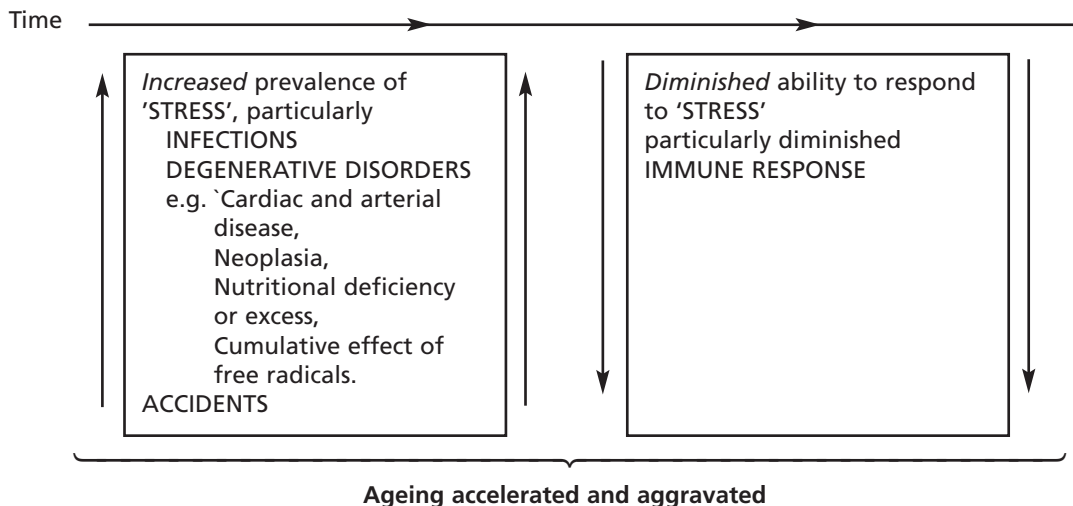 Time
Increased prevalence of
'STRESS', particularly
INFECTIONS
DEGENERATIVE DISORDERS
e.g. `Cardiac and arterial
disease,
Neoplasia,
Nutritional deficiency
or excess,
Cumulative effect of
free radicals.
ACCIDENTS
Diminished ability to respond
to 'STRESS'
particularly diminished
IMMUNE RESPONSE
Ageing accelerated and aggravated